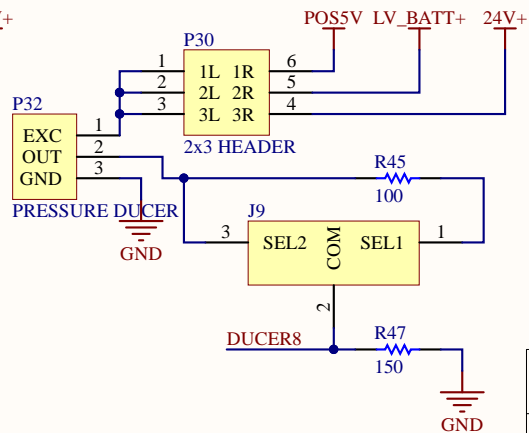 +
POS5V LV_BATT+ 24V+
P30
1 1L 1R 6
2 2L 2R 5
3 3L 3R 4
2x3 HEADER
P32
EXC 1
OUT 2
GND 3
PRESSURE DUCER
GND
R45
100
J9
3 SEL2 COM SEL1 1
2
DUCER8
R47
150
GND